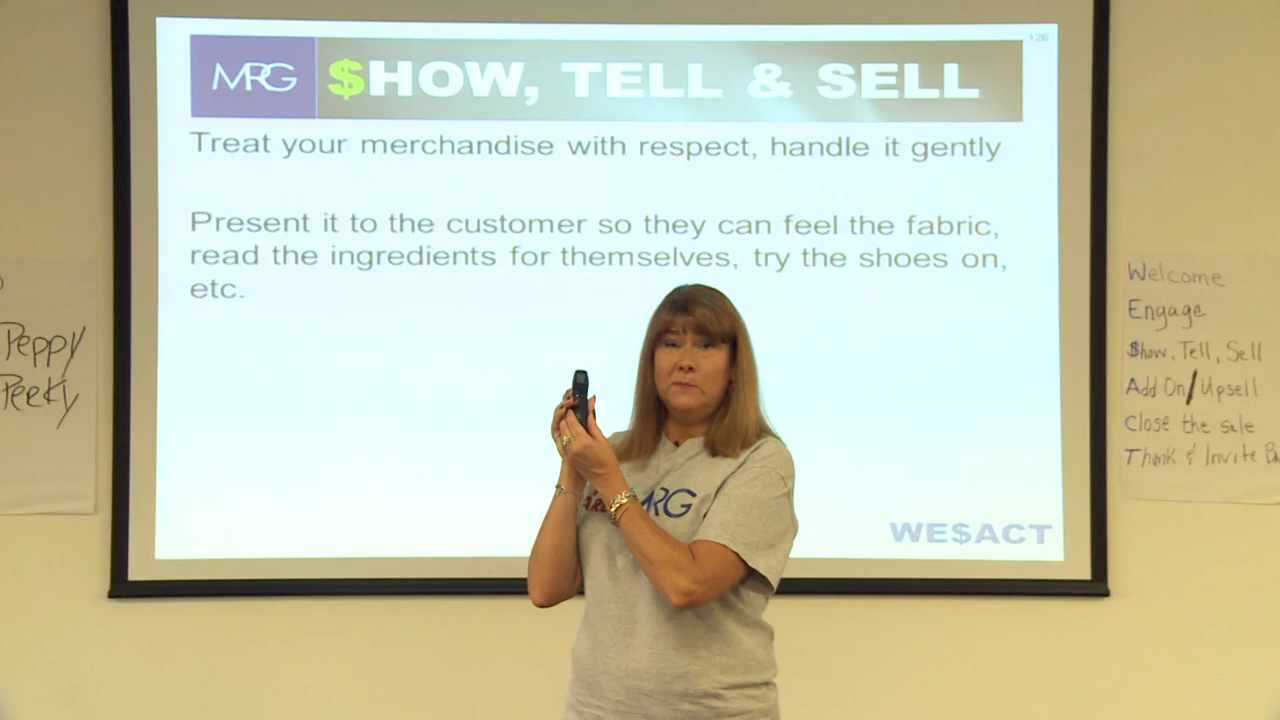 126
MRG
$HOW, TELL & SELL
Treat your merchandise with respect, handle it gently
Present it to the customer so they can feel the fabric,
read the ingredients for themselves, try the shoes on,
etc.
WE$ACT
Peppy
Perky
Welcome
Engage
$how, Tell, Sell
Add On/Upsell
Close the sale
Thank & Invite
MRG